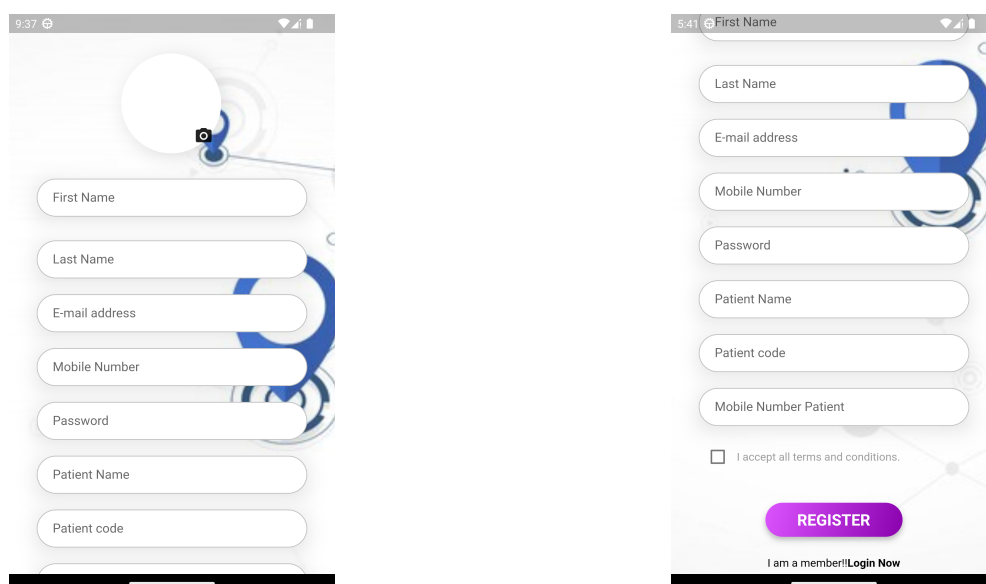 9:37
First Name
Last Name
E-mail address
Mobile Number
Password
Patient Name
Patient code
5:41
First Name
Last Name
E-mail address
Mobile Number
Password
Patient Name
Patient code
Mobile Number Patient
I accept all terms and conditions.
REGISTER
I am a member!!Login Now